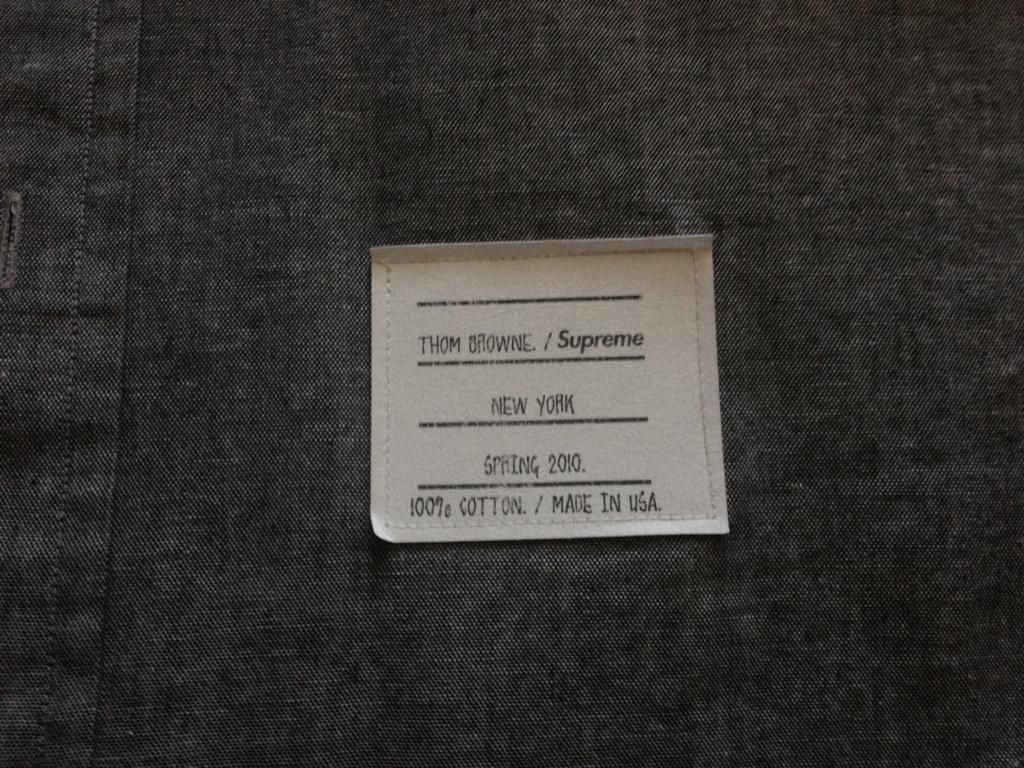 THOM BROWNE. / Supreme
NEW YORK
SPRING 2010.
100% COTTON. / MADE IN USA.